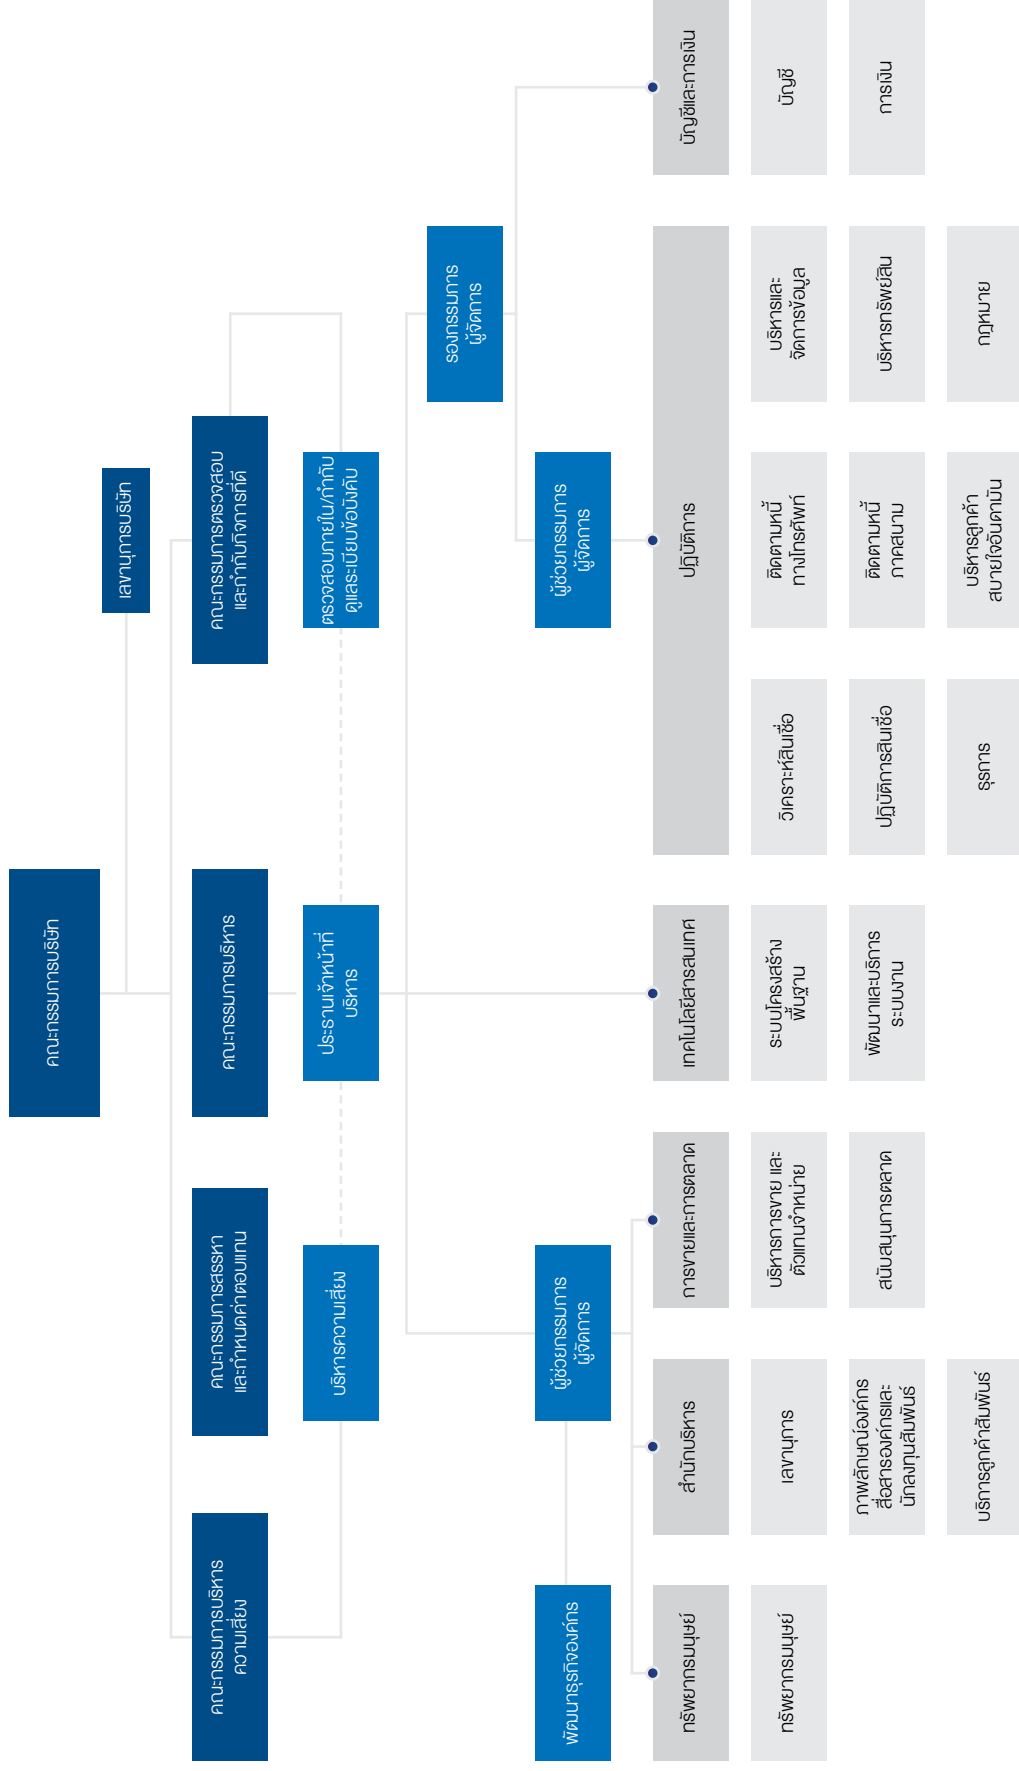 คณะกรรมการบริษัท
เลขานุการบริษัท
คณะกรรมการบริหาร
ความเสี่ยง
คณะกรรมการสรรหา
และกำหนดค่าตอบแทน
คณะกรรมการบริหาร
คณะกรรมการตรวจสอบ
และกำกับกิจการที่ดี
บริหารความเสี่ยง
ประธานเจ้าหน้าที่
บริหาร
ตรวจสอบภายใน/กำกับ
ดูแลระเบียบข้อบังคับ
รองกรรมการ
ผู้จัดการ
พัฒนาธุรกิจองค์กร
ผู้ช่วยกรรมการ
ผู้จัดการ
ผู้ช่วยกรรมการ
ผู้จัดการ
ทรัพยากรมนุษย์
สำนักบริหาร
การขายและการตลาด
เทคโนโลยีสารสนเทศ
ปฏิบัติการ
บัญชีและการเงิน
ทรัพยากรมนุษย์
เลขานุการ
บริหารการขาย และ
ตัวแทนจำหน่าย
ระบบโครงสร้าง
พื้นฐาน
วิเคราะห์สินเชื่อ
ติดตามหนี้
ทางโทรศัพท์
บริหารและ
จัดการข้อมูล
บัญชี
ภาพลักษณ์องค์กร
สื่อสารองค์กรและ
นักลงทุนสัมพันธ์
สนับสนุนการตลาด
พัฒนาและบริการ
ระบบงาน
ปฏิบัติการสินเชื่อ
ติดตามหนี้
ภาคสนาม
บริหารทรัพย์สิน
การเงิน
บริการลูกค้าสัมพันธ์
ธุรการ
บริหารลูกค้า
สบายใจอันดามัน
กฎหมาย